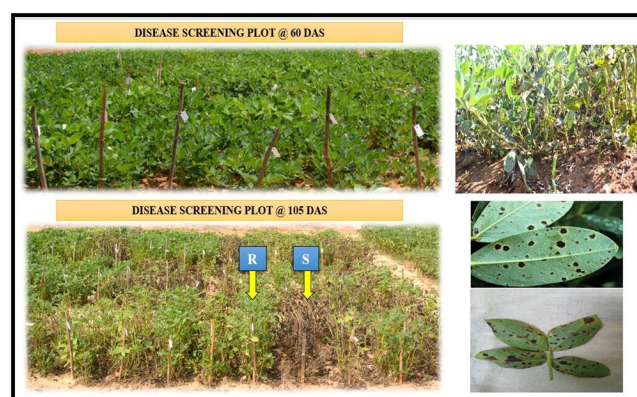 DISEASE SCREENING PLOT @ 60 DAS
DISEASE SCREENING PLOT @ 105 DAS
R
S